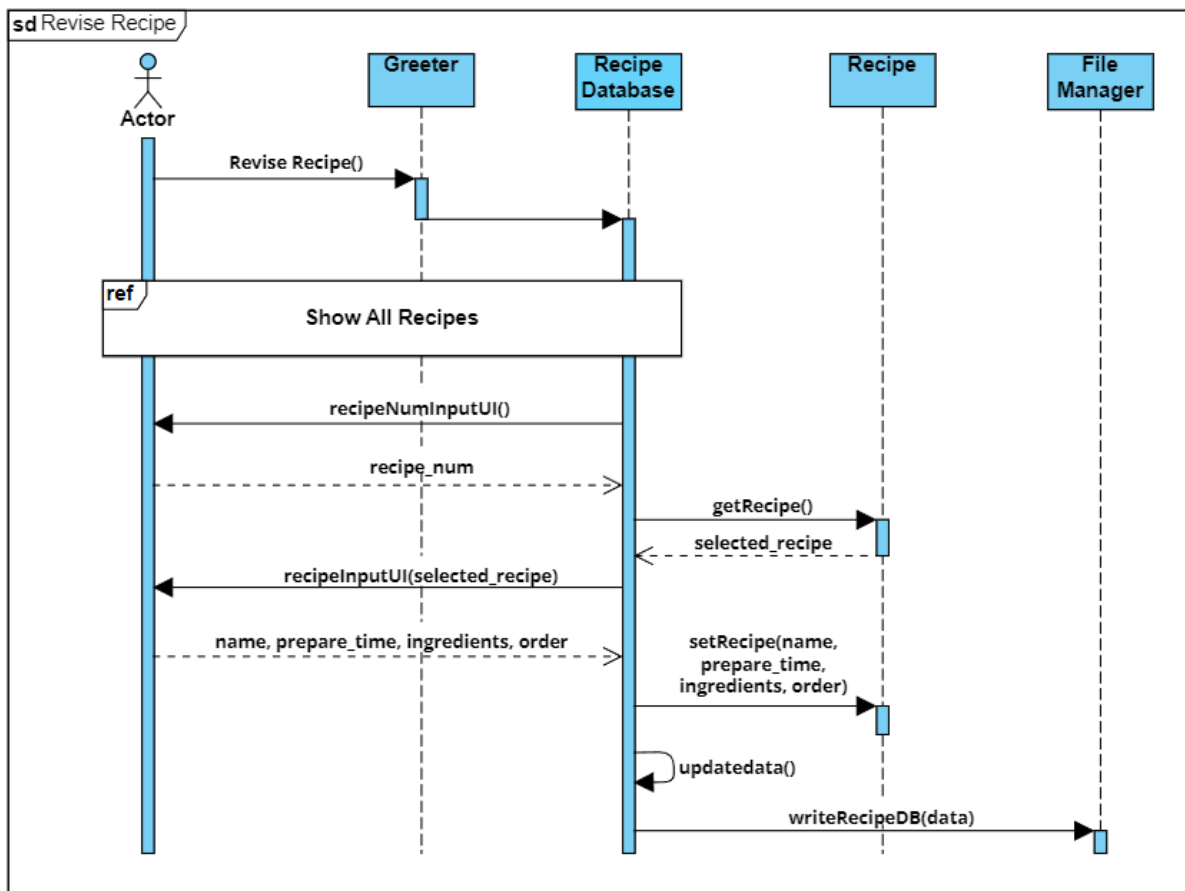 sd Revise Recipe
Actor
Greeter
Recipe
Database
Recipe
File
Manager
Revise Recipe()
ref
Show All Recipes
recipeNumInputUI()
recipe_num
getRecipe()
selected_recipe
recipeInputUI(selected_recipe)
name, prepare_time, ingredients, order
setRecipe(name,
prepare_time,
ingredients, order)
updatedata()
writeRecipeDB(data)